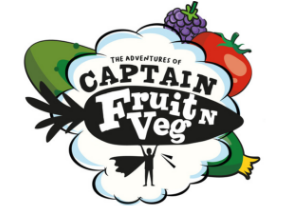 THE ADVENTURES OF
CAPTAIN
Fruit N
Veg